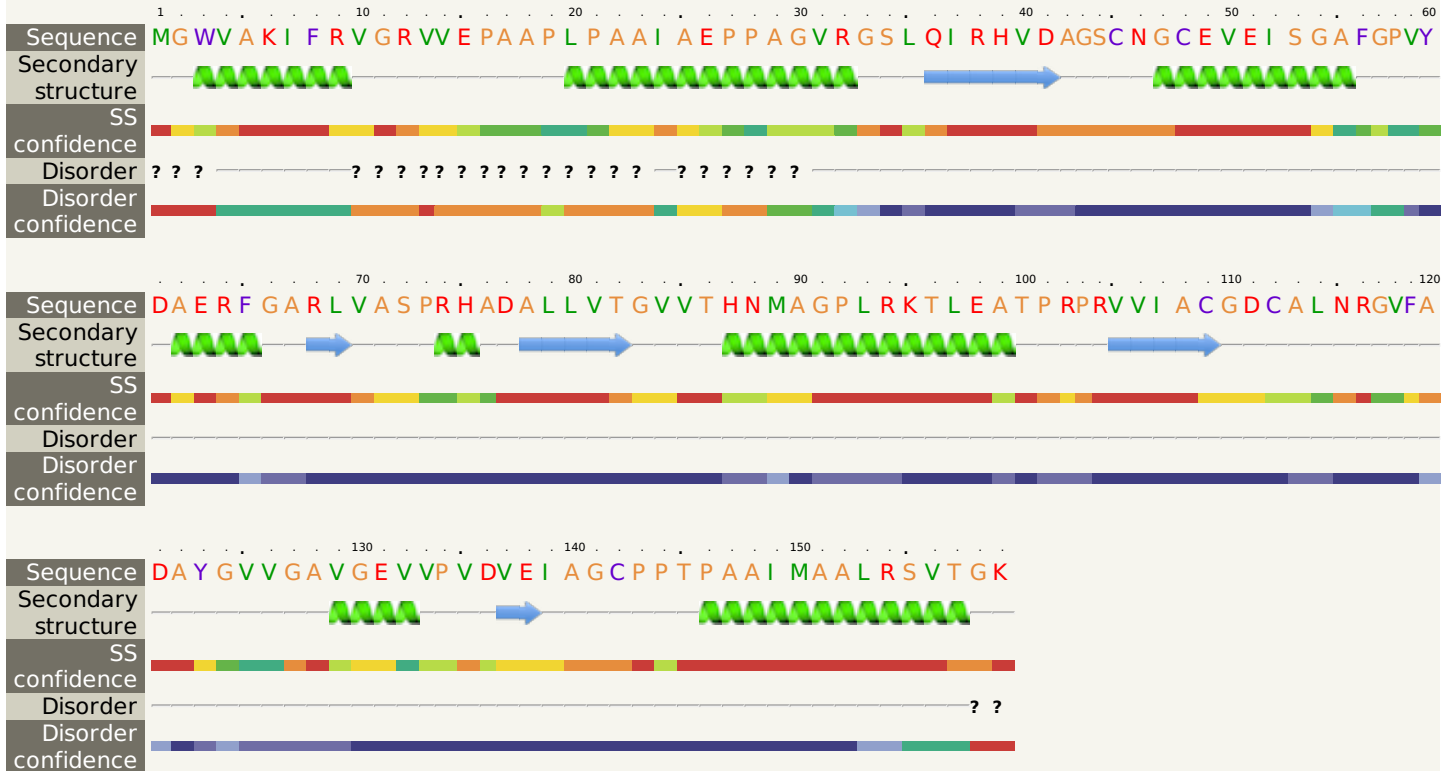 1 10 20 30 40 50 60
Sequence MGWVAKIFRVGRVVEPAAPLPAAIAEPPAGVRGSLQIRHVDAGSCNGCEVEISGAFGPVY
Secondary
structure
SS
confidence
Disorder ? ? ? ? ? ? ? ? ? ? ? ? ? ? ? ? ? ? ? ? ? ? ?
Disorder
confidence
70 80 90 100 110 120
Sequence DAERFGARLVASPRHADALLVTGVVTHNMAGPLRKTLEATPRPRVVIACGDCALNRGVFA
Secondary
structure
SS
confidence
Disorder
Disorder
confidence
130 140 150
Sequence DAYGVVGAVGEVVPVDVEIAGCPPTPAAIMAALRSVTGK
Secondary
structure
SS
confidence
Disorder ? ?
Disorder
confidence